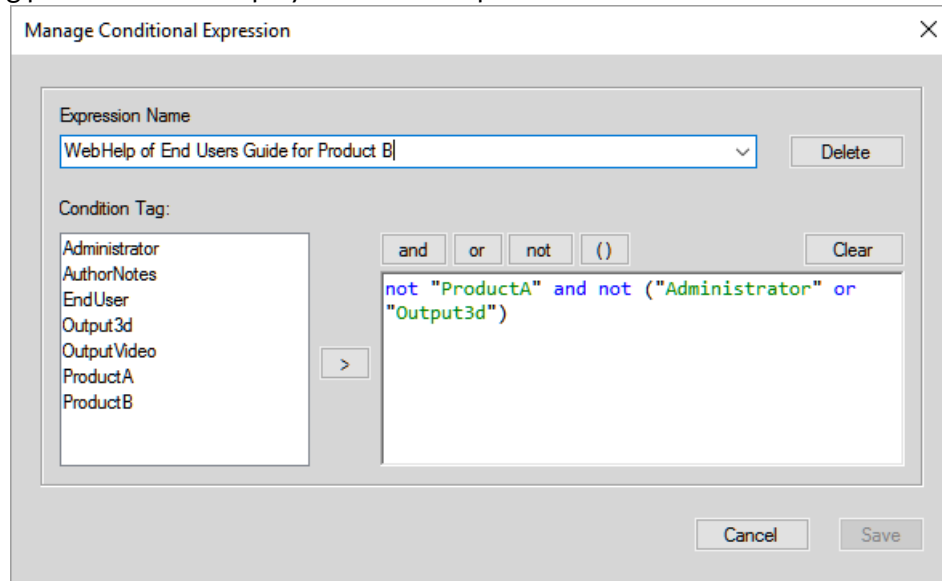 Manage Conditional Expression
Expression Name
WebHelp of End Users Guide for Product B
Delete
Condition Tag:
Administrator
AuthorNotes
EndUser
Output3d
OutputVideo
ProductA
ProductB
>
and or not () Clear
not "ProductA" and not ("Administrator" or
"Output3d")
Cancel Save